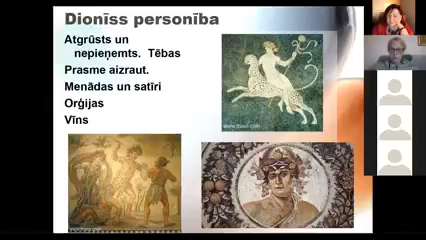 Dionīss personība
Atgrūsts un
nepieņemts. Tēbas
Prasme aizraut.
Menādas un satīri
Orģijas
Vīns